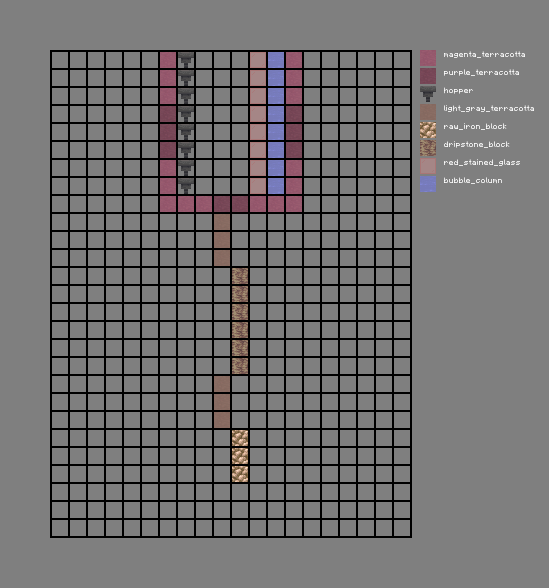 magenta_terracotta
purple_terracotta
hopper
light_gray_terracotta
raw_iron_block
dripstone_block
red_stained_glass
bubble_column